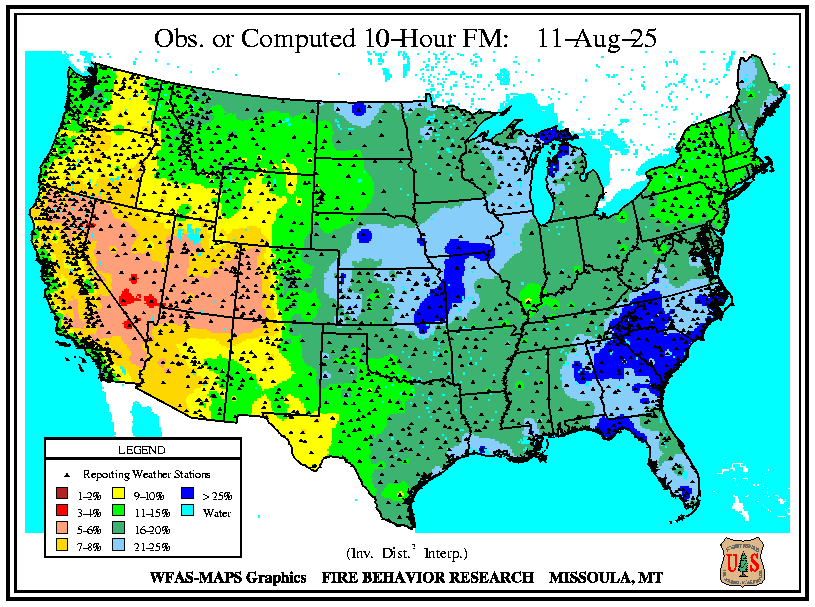 Obs. or Computed 10-Hour FM: 11-Aug-25
LEGEND
Reporting Weather Stations
1-2% 9-10% > 25%
3-4% 11-15% Water
5-6% 16-20%
7-8% 21-25%
(Inv. Dist.² Interp.)
WFAS-MAPS Graphics FIRE BEHAVIOR RESEARCH MISSOULA, MT
U S